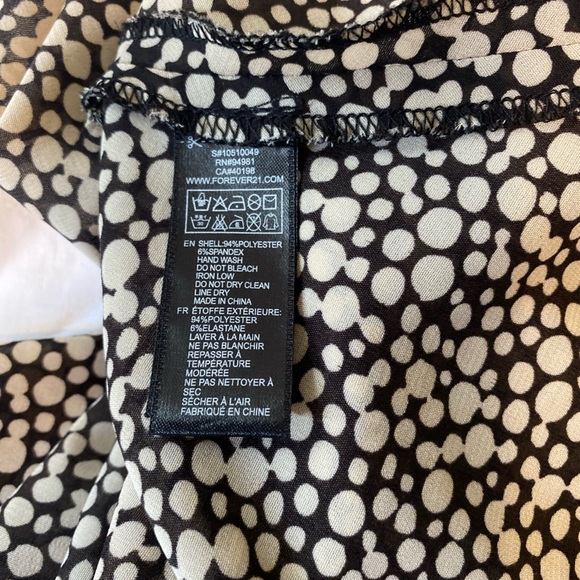 S#10510049
RN#94981
CA#40198
WWW.FOREVER21.COM
EN SHELL:94%POLYESTER
6%SPANDEX
HAND WASH
DO NOT BLEACH
IRON LOW
DO NOT DRY CLEAN
LINE DRY
MADE IN CHINA
FR ÉTOFFE EXTÉRIEURE:
94%POLYESTER
6%ELASTANE
LAVER À LA MAIN
NE PAS BLANCHIR
REPASSER À
TEMPÉRATURE
MODÉRÉE
NE PAS NETTOYER À
SEC
SÉCHER À L'AIR
FABRIQUÉ EN CHINE